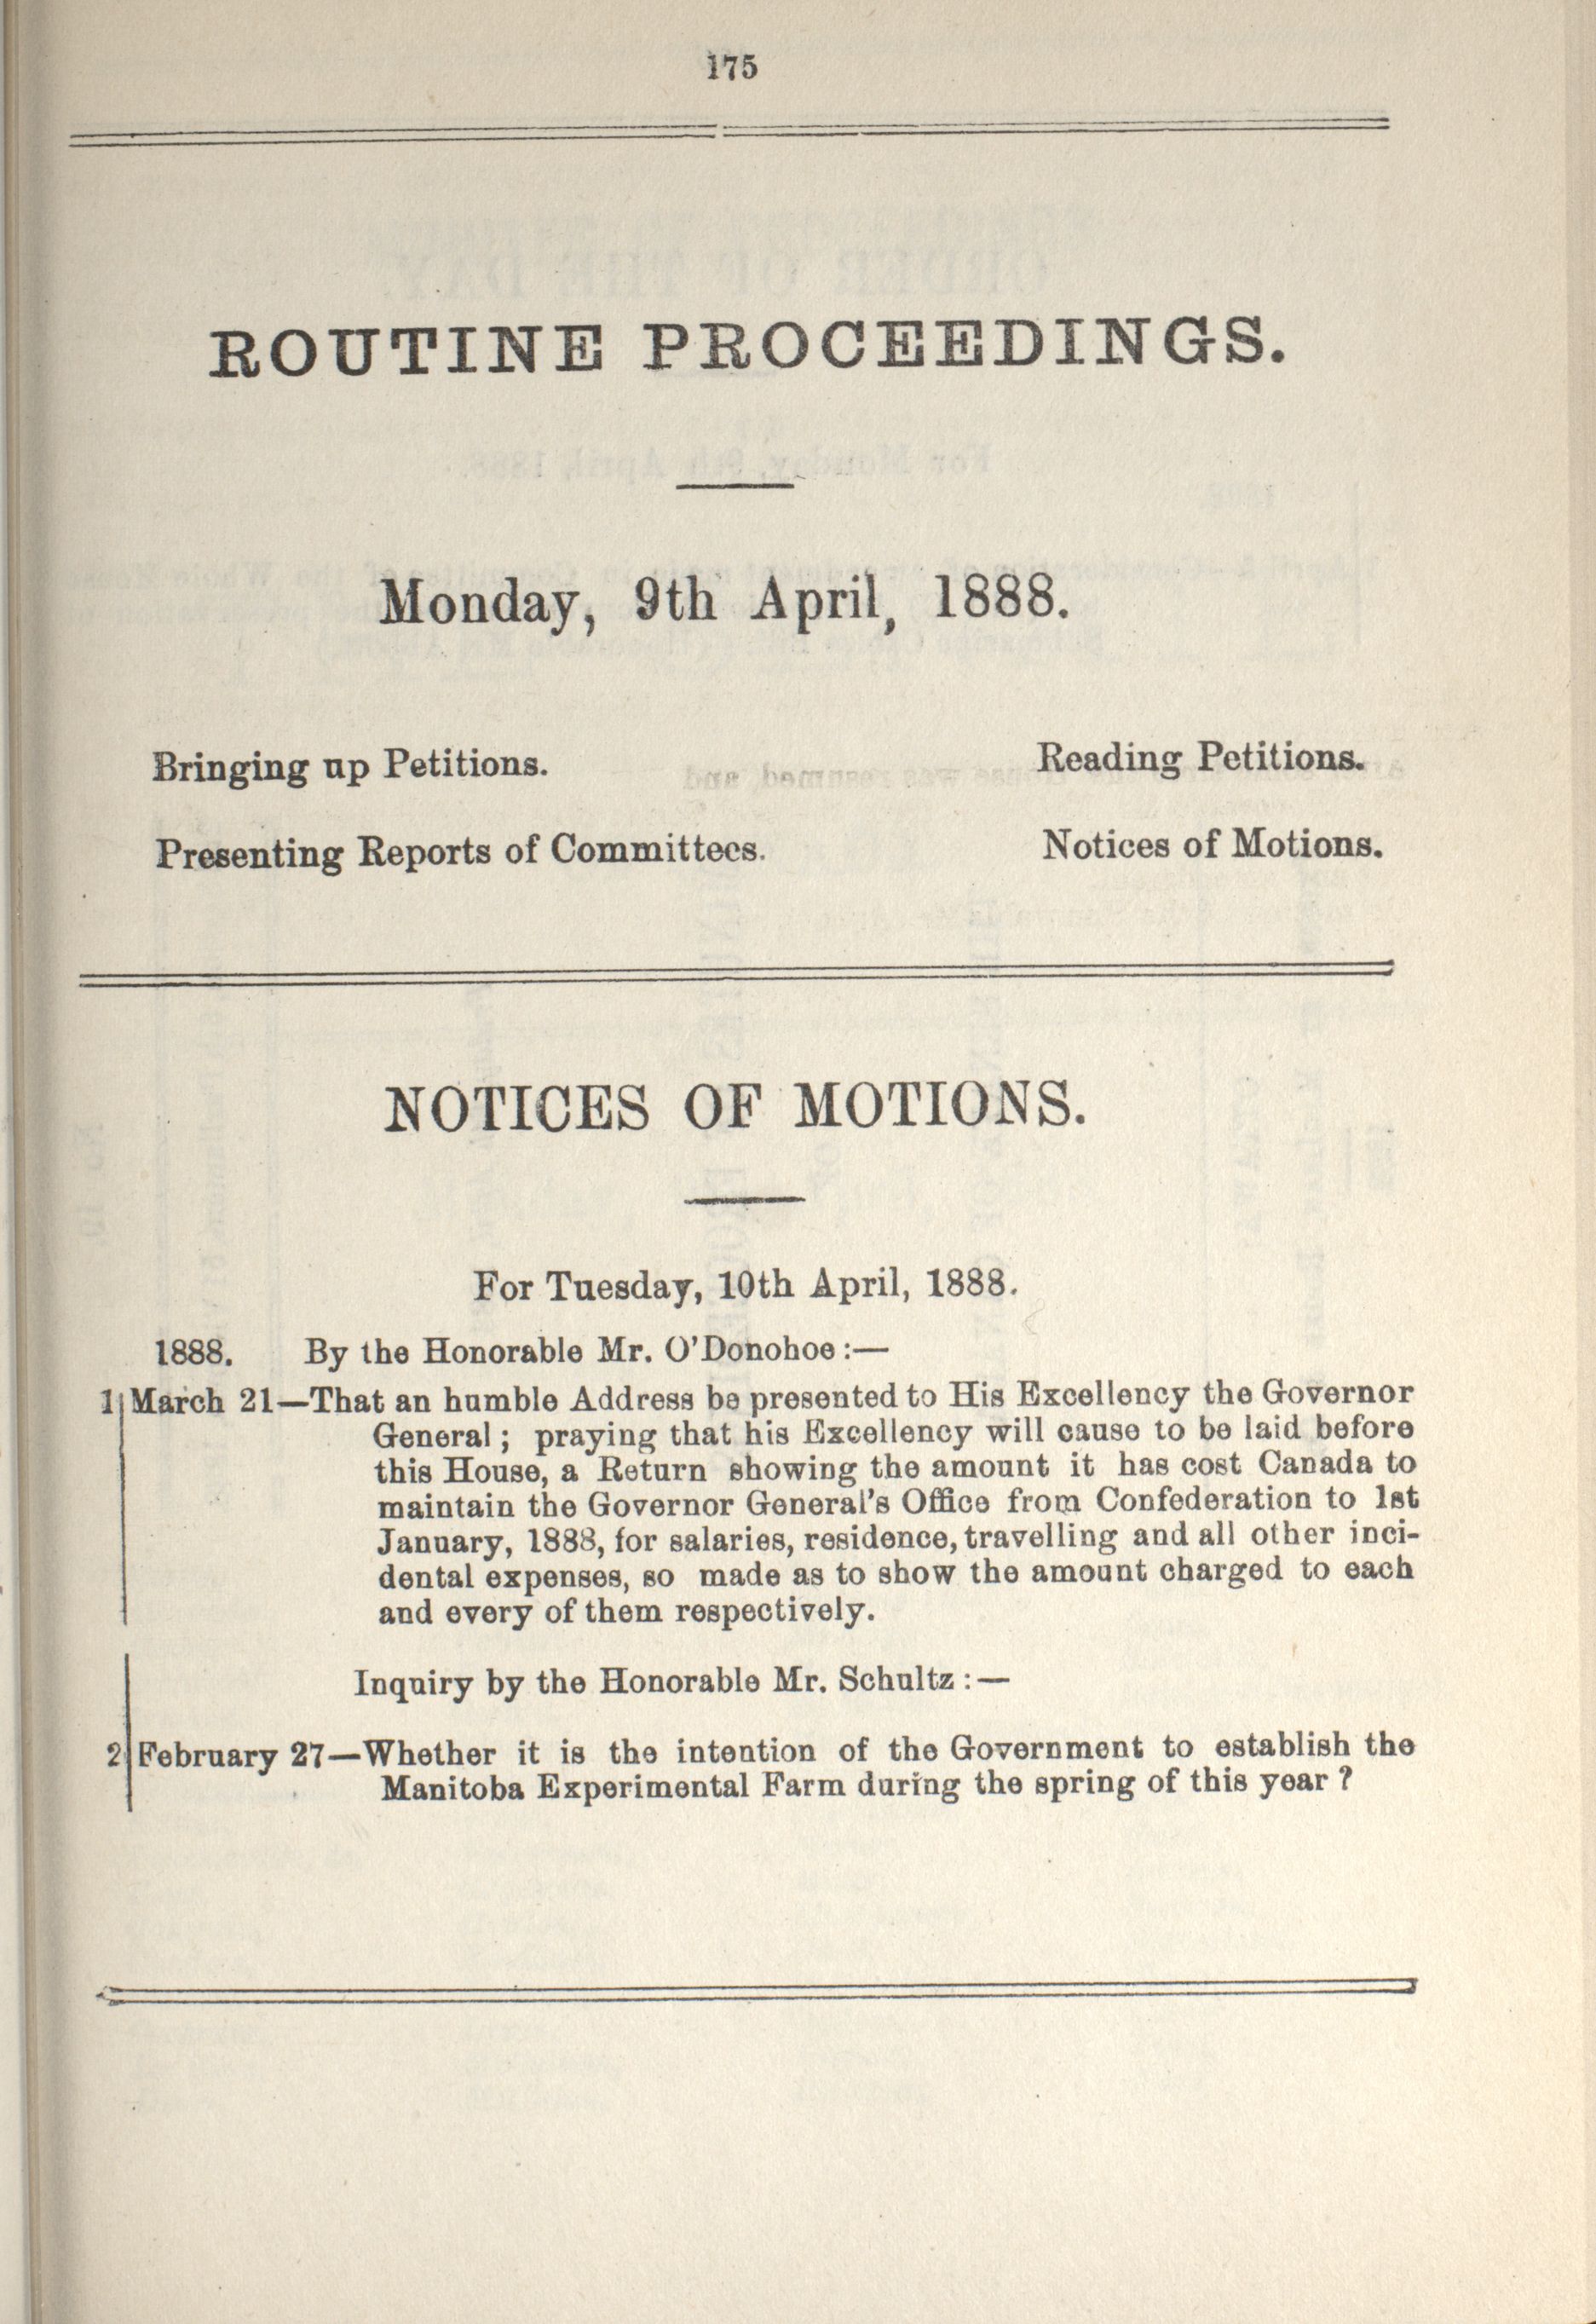 175
ROUTINE PROCEEDINGS.
Monday, 9th April, 1888.
Bringing up Petitions. Reading Petitions.
Presenting Reports of Committees. Notices of Motions.
NOTICES OF MOTIONS.
For Tuesday, 10th April, 1888.
1888. By the Honorable Mr. O'Donohoe:—
1 March 21—That an humble Address be presented to His Excellency the Governor
General; praying that his Excellency will cause to be laid before
this House, a Return showing the amount it has cost Canada to
maintain the Governor General's Office from Confederation to 1st
January, 1888, for salaries, residence, travelling and all other inci-
dental expenses, so made as to show the amount charged to each
and every of them respectively.
Inquiry by the Honorable Mr. Schultz:—
2 February 27—Whether it is the intention of the Government to establish the
Manitoba Experimental Farm during the spring of this year?